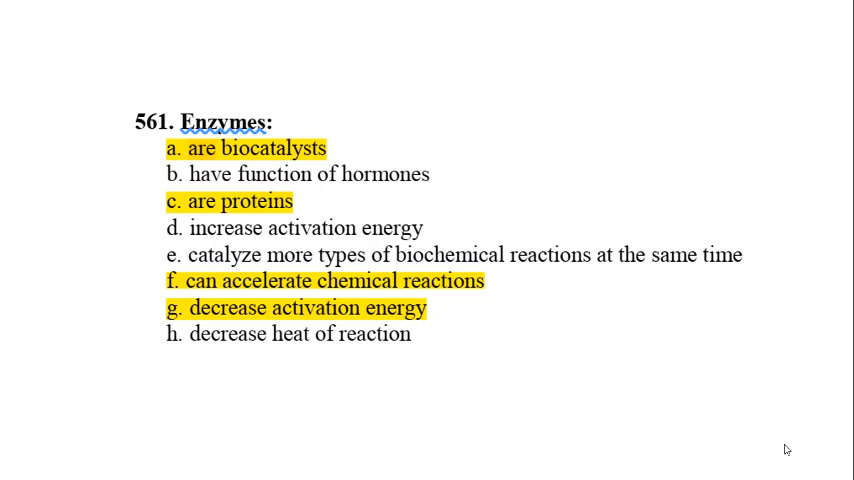 561. Enzymes:
a. are biocatalysts
b. have function of hormones
c. are proteins
d. increase activation energy
e. catalyze more types of biochemical reactions at the same time
f. can accelerate chemical reactions
g. decrease activation energy
h. decrease heat of reaction